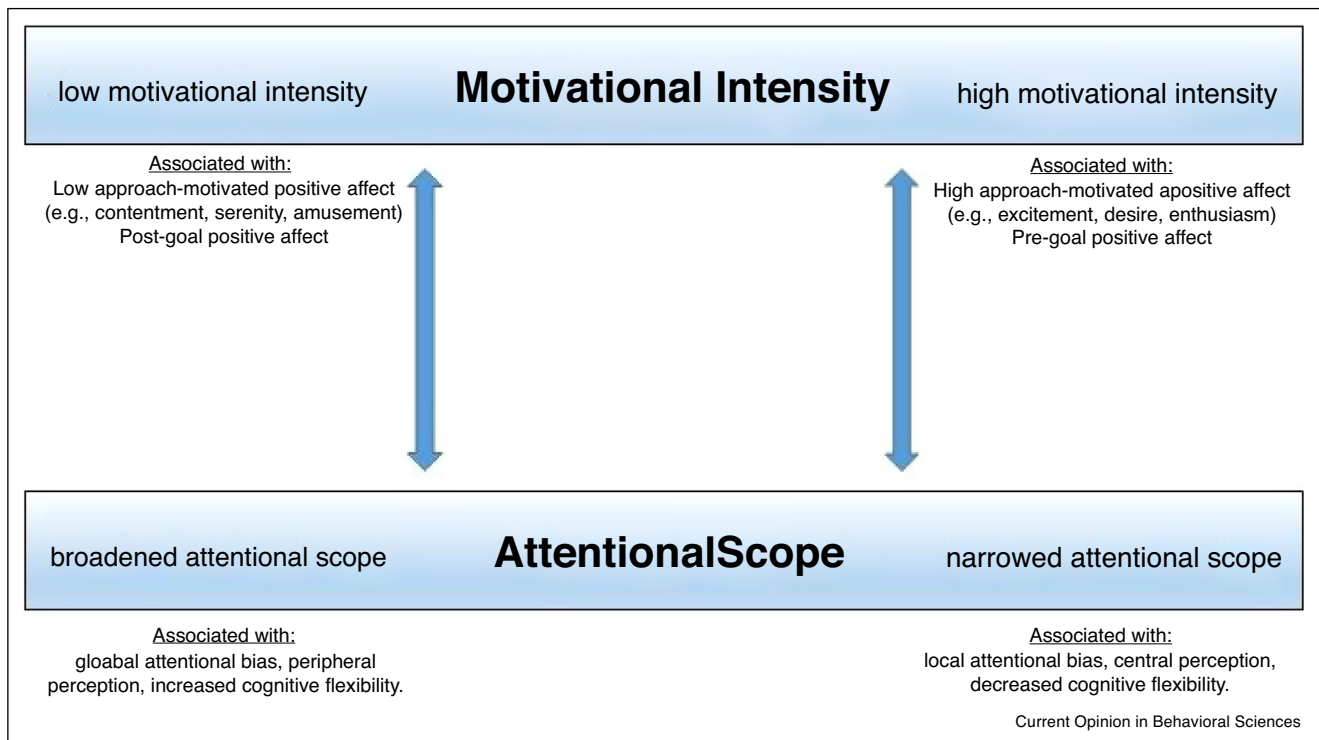 low motivational intensity
Motivational Intensity
high motivational intensity
Associated with:
Low approach-motivated positive affect
(e.g., contentment, serenity, amusement)
Post-goal positive affect
Associated with:
High approach-motivated apositive affect
(e.g., excitement, desire, enthusiasm)
Pre-goal positive affect
broadened attentional scope
AttentionalScope
narrowed attentional scope
Associated with:
gloabal attentional bias, peripheral
perception, increased cognitive flexibility.
Associated with:
local attentional bias, central perception,
decreased cognitive flexibility.
Current Opinion in Behavioral Sciences